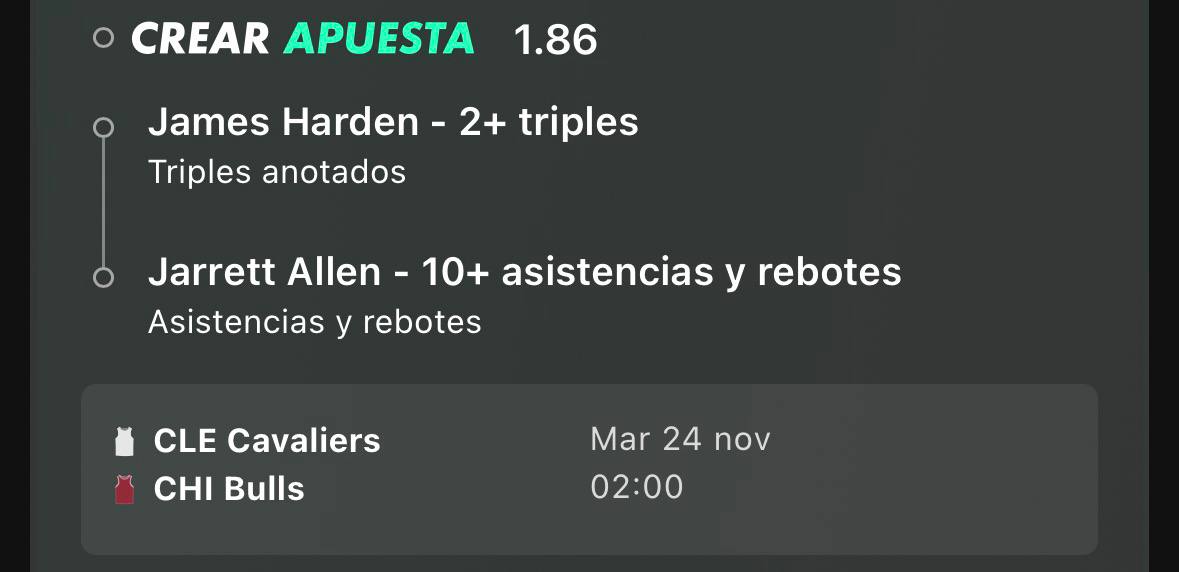 CREAR APUESTA 1.86
James Harden - 2+ triples
Triples anotados
Jarrett Allen - 10+ asistencias y rebotes
Asistencias y rebotes
CLE Cavaliers Mar 24 nov
CHI Bulls 02:00